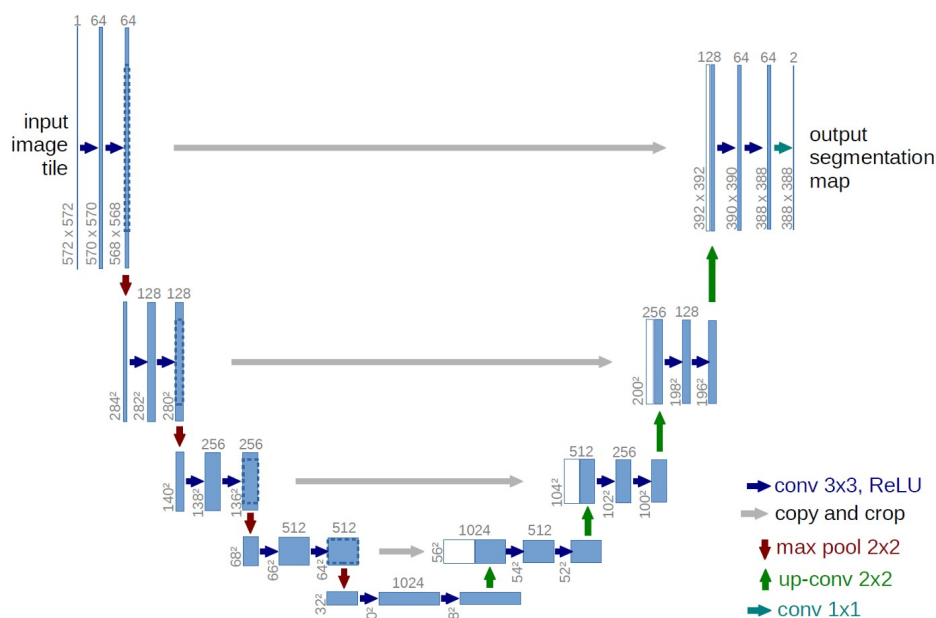 1 64 64
128 64 64 2
input
image
tile
output
segmentation
map
572 x 572
570 x 570
568 x 568
392 x 392
390 x 390
388 x 388
388 x 388
128 128
256 128
284²
282²
280²
200²
198²
196²
256 256
512 256
140²
138²
136²
104²
102²
100²
512 512
1024 512
68²
66²
64²
56²
54²
52²
1024
32²
conv 3x3, ReLU
copy and crop
max pool 2x2
up-conv 2x2
conv 1x1